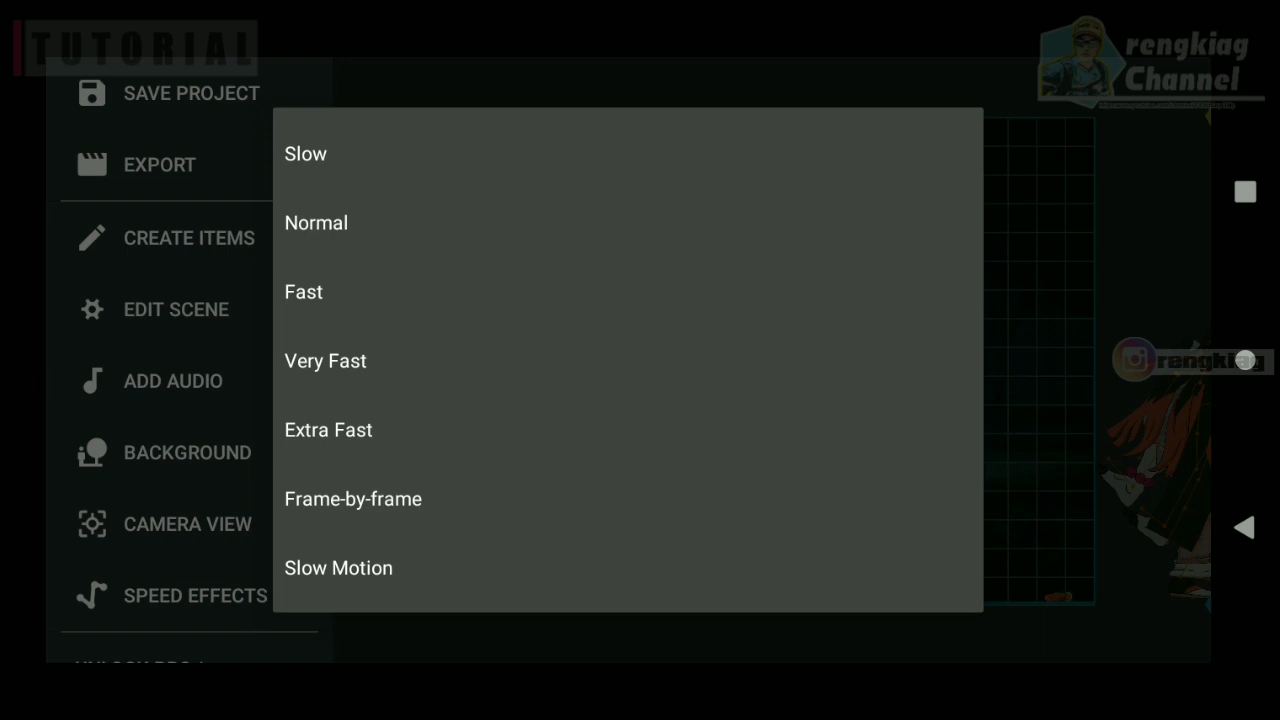 TUTORIAL
rengkiag
Channel
SAVE PROJECT
EXPORT
CREATE ITEMS
EDIT SCENE
ADD AUDIO
BACKGROUND
CAMERA VIEW
SPEED EFFECTS
Slow
Normal
Fast
Very Fast
Extra Fast
Frame-by-frame
Slow Motion
rengkiag